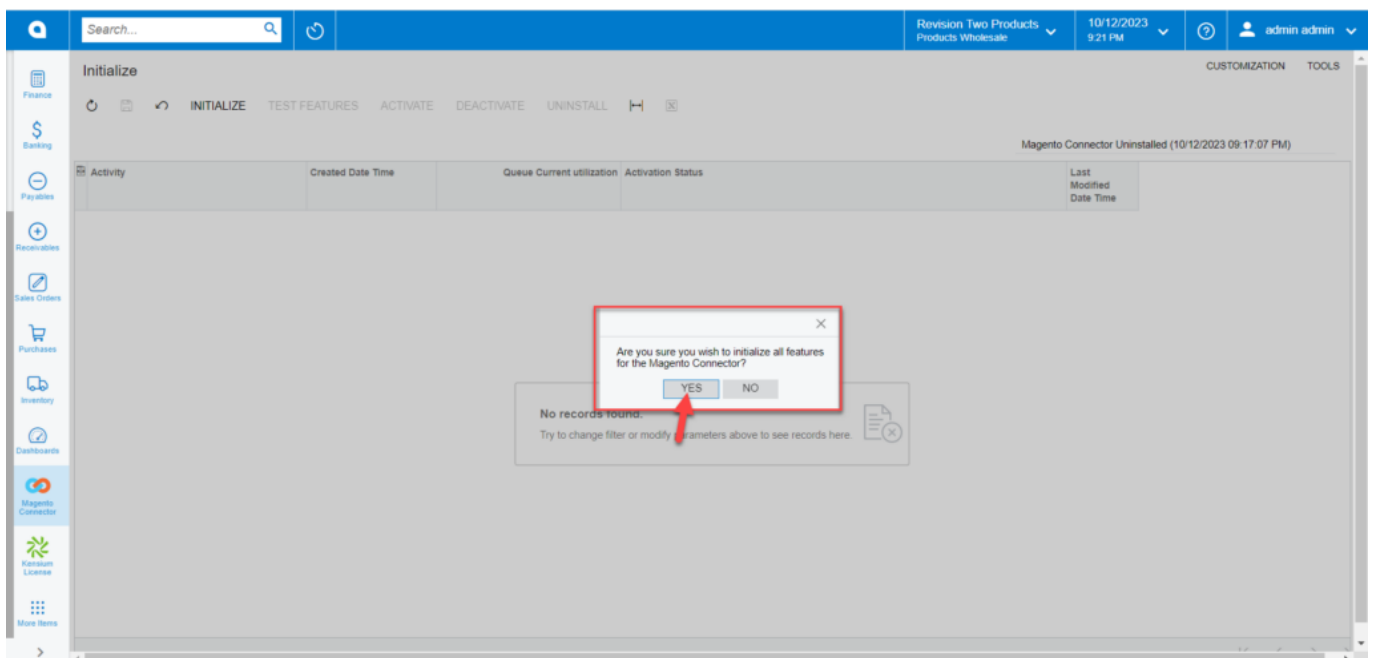 Search...
Revision Two Products
Products Wholesale
10/12/2023
9:21 PM
admin admin
Initialize
CUSTOMIZATION TOOLS
INITIALIZE TEST FEATURES ACTIVATE DEACTIVATE UNINSTALL
Magento Connector Uninstalled (10/12/2023 09:17:07 PM)
Activity Created Date Time Queue Current utilization Activation Status Last
Modified
Date Time
Finance
Banking
Payables
Receivables
Sales Orders
Purchases
Inventory
Dashboards
Magento
Connector
Kensium
License
More Items
Are you sure you wish to initialize all features
for the Magento Connector?
YES NO
No records found.
Try to change filter or modify parameters above to see records here.